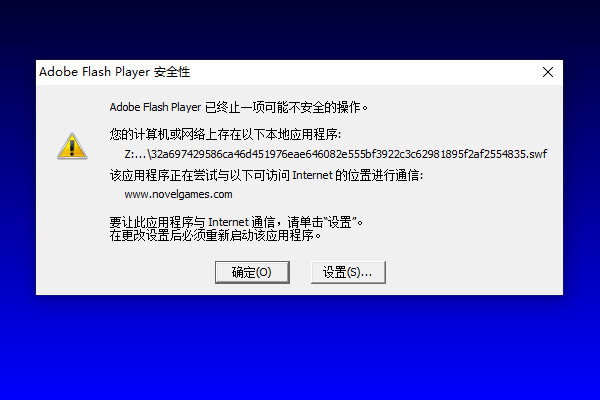 Adobe Flash Player 安全性
Adobe Flash Player 已终止一项可能不安全的操作。
您的计算机或网络上存在以下本地应用程序:
Z:...\32a697429586ca46d451976eae646082e555bf3922c3c62981895f2af2554835.swf
该应用程序正在尝试与以下可访问 Internet 的位置进行通信:
www.novelgames.com
要让此应用程序与 Internet 通信，请单击“设置”。
在更改设置后必须重新启动该应用程序。
确定(O) 设置(S)...